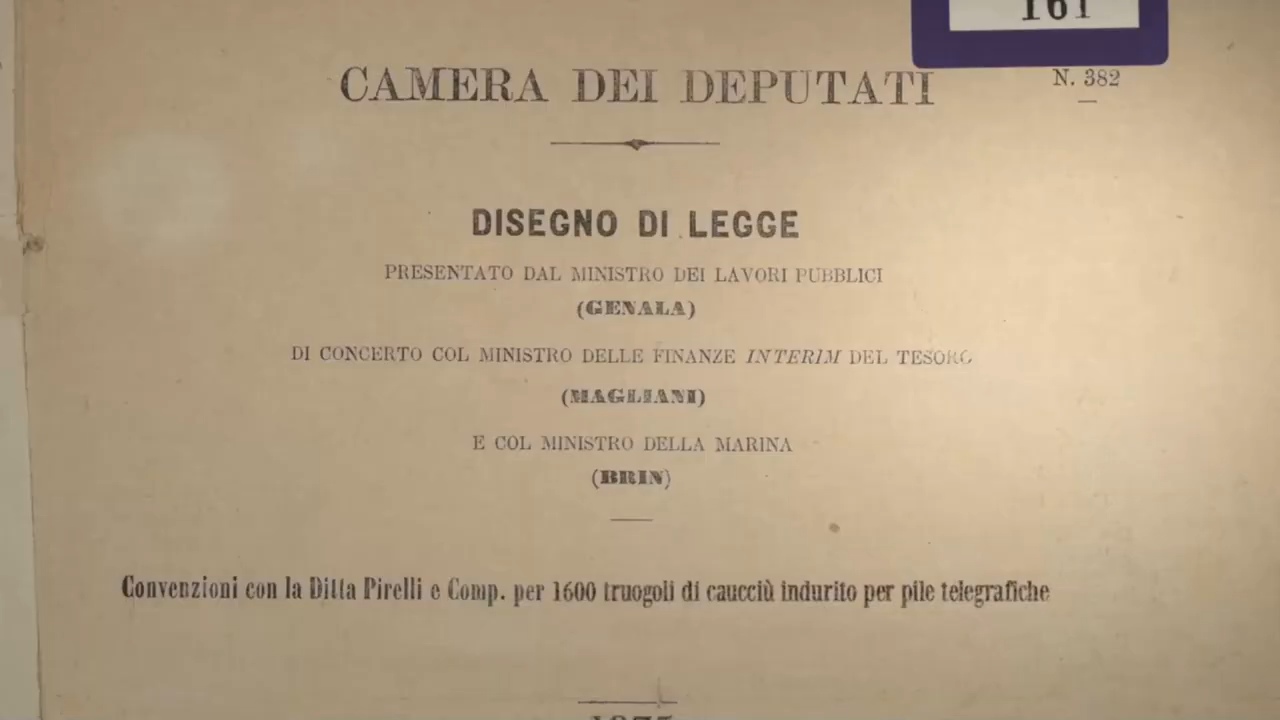 161
CAMERA DEI DEPUTATI
N. 382
DISEGNO DI LEGGE
PRESENTATO DAL MINISTRO DEI LAVORI PUBBLICI
(GENALA)
DI CONCERTO COL MINISTRO DELLE FINANZE INTERIM DEL TESORO
(MAGLIANI)
E COL MINISTRO DELLA MARINA
(BRIN)
Convenzioni con la Ditta Pirelli e Comp. per 1600 truogoli di caucciù indurito per pile telegrafiche